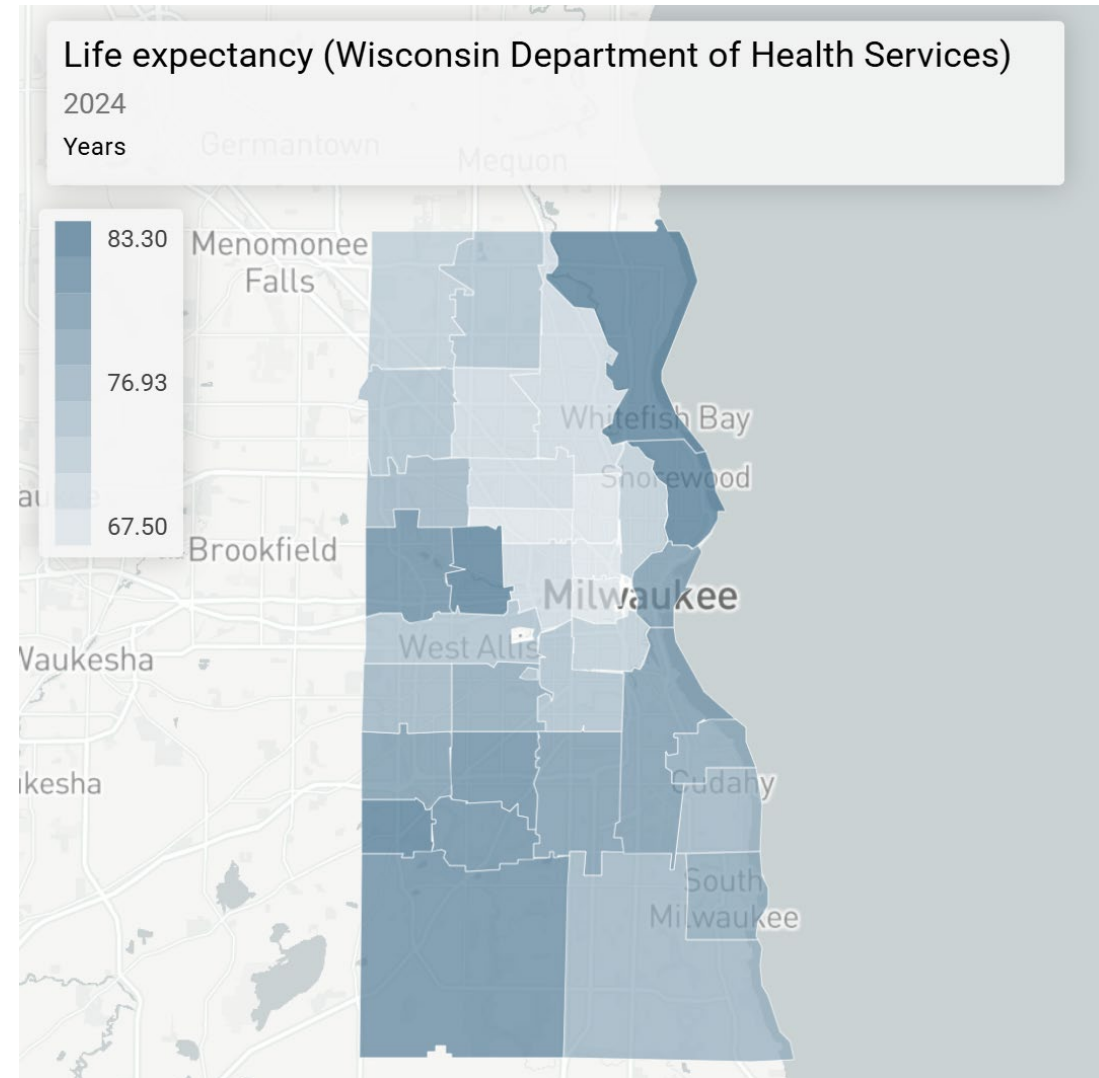 Life expectancy (Wisconsin Department of Health Services)
2024
Years
Germantown
Mequon
83.30
76.93
67.50
Menomonee
Falls
Whitefish Bay
Shorewood
Brookfield
Milwaukee
West Allis
Waukesha
kesha
Cudahy
South
Milwaukee